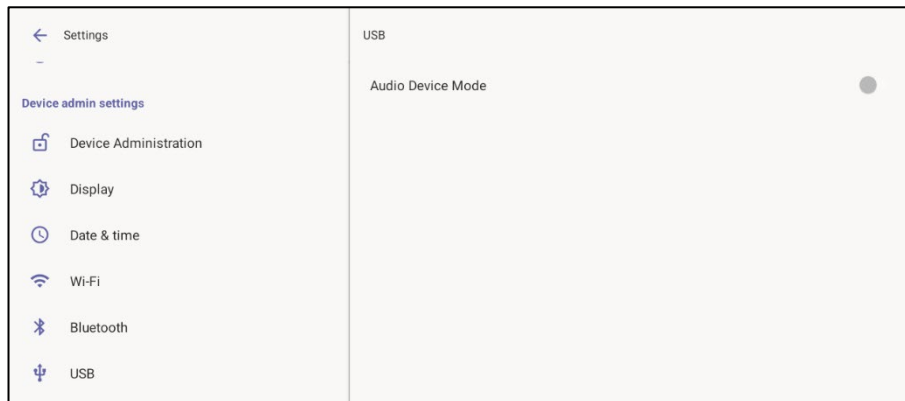 Settings
Device admin settings
Device Administration
Display
Date & time
Wi-Fi
Bluetooth
USB
USB
Audio Device Mode